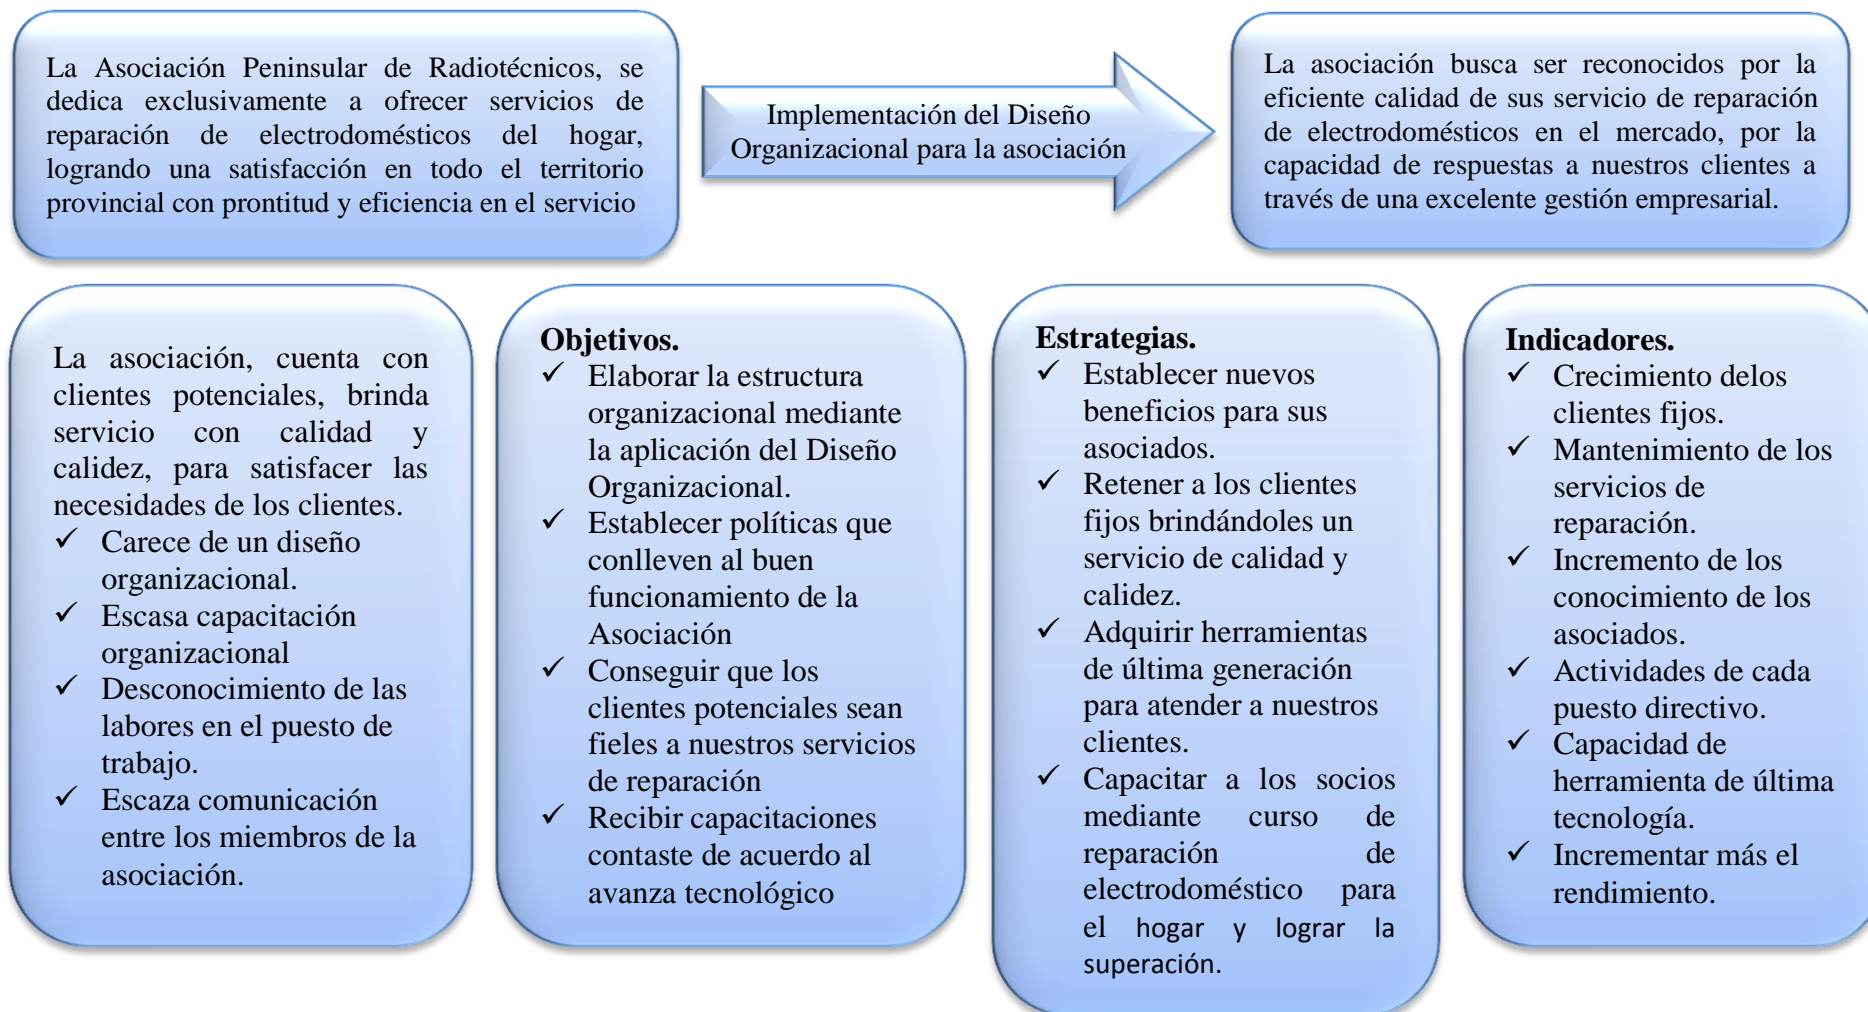 La Asociación Peninsular de Radiotécnicos, se
dedica exclusivamente a ofrecer servicios de
reparación de electrodomésticos del hogar,
logrando una satisfacción en todo el territorio
provincial con prontitud y eficiencia en el servicio
Implementación del Diseño
Organizacional para la asociación
La asociación busca ser reconocidos por la
eficiente calidad de sus servicio de reparación
de electrodomésticos en el mercado, por la
capacidad de respuestas a nuestros clientes a
través de una excelente gestión empresarial.
La asociación, cuenta con
clientes potenciales, brinda
servicio con calidad y
calidez, para satisfacer las
necesidades de los clientes.
✓ Carece de un diseño
organizacional.
✓ Escasa capacitación
organizacional
✓ Desconocimiento de las
labores en el puesto de
trabajo.
✓ Escaza comunicación
entre los miembros de la
asociación.
Objetivos.
✓ Elaborar la estructura
organizacional mediante
la aplicación del Diseño
Organizacional.
✓ Establecer políticas que
conlleven al buen
funcionamiento de la
Asociación
✓ Conseguir que los
clientes potenciales sean
fieles a nuestros servicios
de reparación
✓ Recibir capacitaciones
contaste de acuerdo al
avanza tecnológico
Estrategias.
✓ Establecer nuevos
beneficios para sus
asociados.
✓ Retener a los clientes
fijos brindándoles un
servicio de calidad y
calidez.
✓ Adquirir herramientas
de última generación
para atender a nuestros
clientes.
✓ Capacitar a los socios
mediante curso de
reparación de
electrodoméstico para
el hogar y lograr la
superación.
Indicadores.
✓ Crecimiento delos
clientes fijos.
✓ Mantenimiento de los
servicios de
reparación.
✓ Incremento de los
conocimiento de los
asociados.
✓ Actividades de cada
puesto directivo.
✓ Capacidad de
herramienta de última
tecnología.
✓ Incrementar más el
rendimiento.